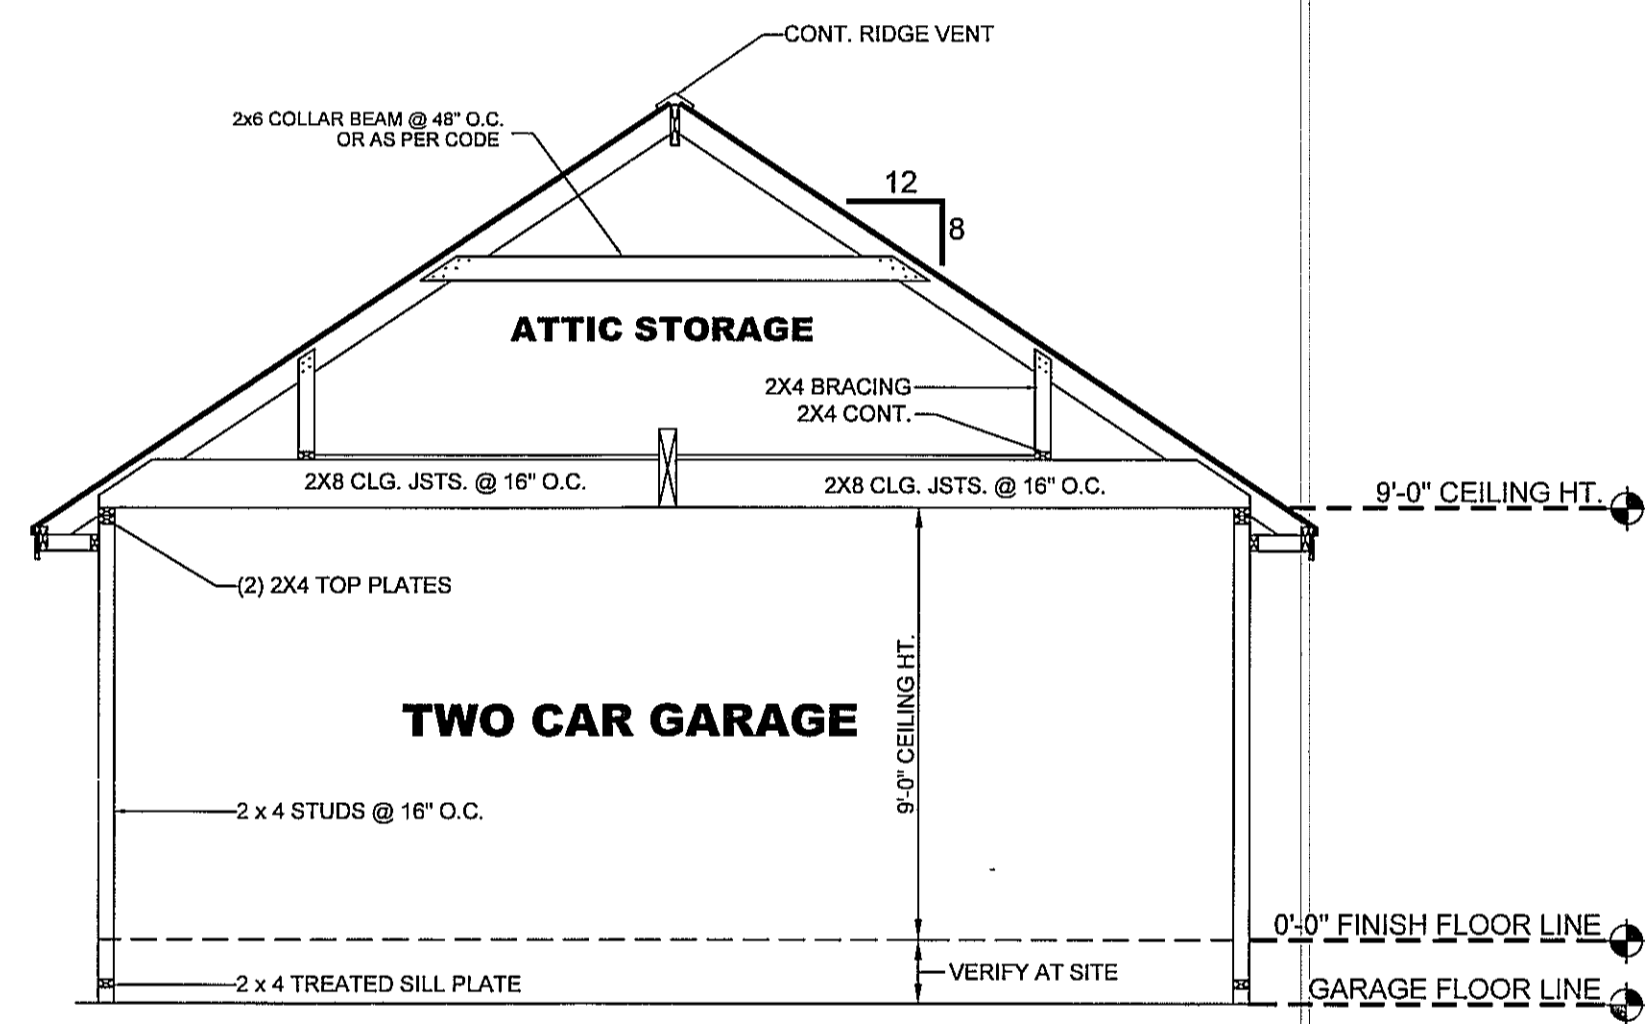 CONT. RIDGE VENT
2x6 COLLAR BEAM @ 48" O.C.
OR AS PER CODE
12
8
ATTIC STORAGE
2X4 BRACING
2X4 CONT.
2X8 CLG. JSTS. @ 16" O.C.
2X8 CLG. JSTS. @ 16" O.C.
9'-0" CEILING HT.
(2) 2X4 TOP PLATES
9'-0" CEILING HT.
TWO CAR GARAGE
2 x 4 STUDS @ 16" O.C.
0'-0" FINISH FLOOR LINE
VERIFY AT SITE
2 x 4 TREATED SILL PLATE
GARAGE FLOOR LINE